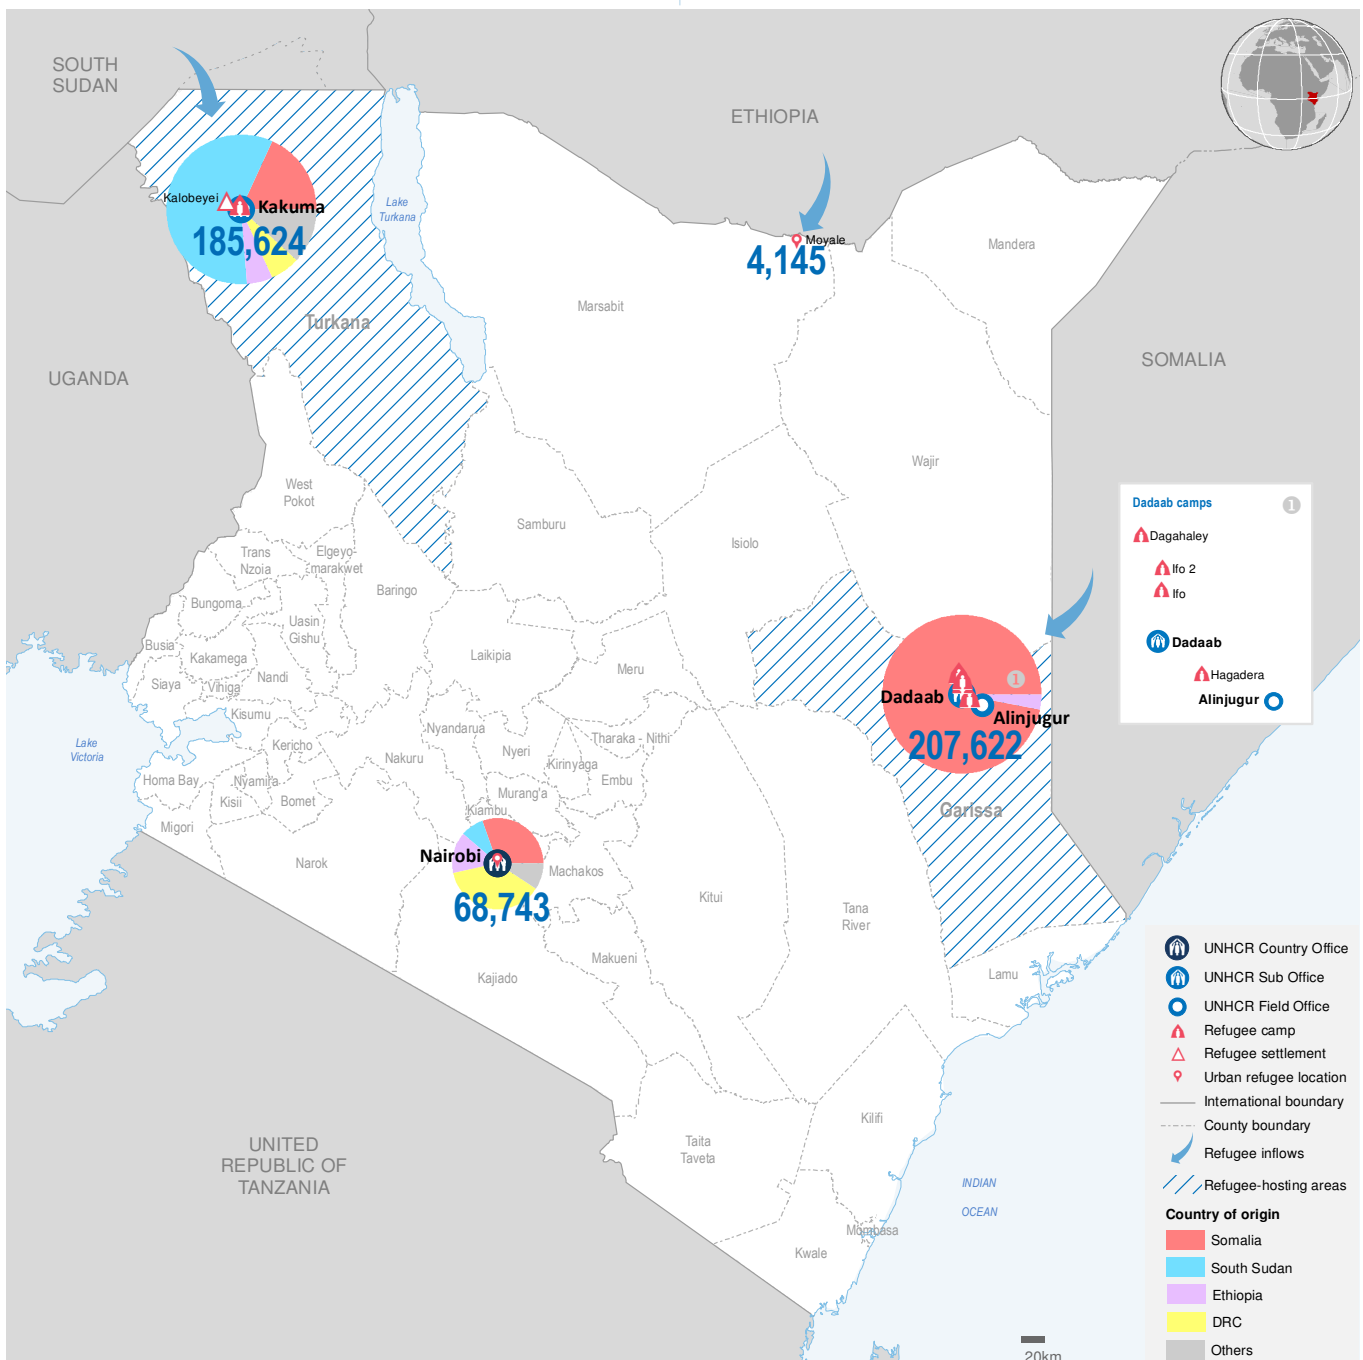 SOUTH
SUDAN
ETHIOPIA
Kalobeyei
Kakuma
185,624
Lake
Turkana
Moyale
4,145
Mandera
Marsabit
Turkana
SOMALIA
UGANDA
Wajir
West
Pokot
Samburu
Isiolo
Trans
Nzoia
Elgeyo-
marakwet
Baringo
Bungoma
Uasin
Gishu
Busia
Kakamega
Laikipia
Meru
Siaya
Vihiga
Nandi
Kisumu
Dadaab camps
1
Dagahaley
Ifo 2
Ifo
Dadaab
Hagadera
Alinjugur
1
Dadaab
Alinjugur
207,622
Lake
Victoria
Nyandarua
Tharaka - Nithi
Kericho
Nakuru
Nyeri
Kirinyaga
Homa Bay
Nyamira
Embu
Kisii
Bomet
Murang'a
Kiambu
Migori
Garissa
Narok
Nairobi
Machakos
68,743
Kitui
Tana
River
Makueni
Kajiado
Lamu
UNHCR Country Office
UNHCR Sub Office
UNHCR Field Office
Refugee camp
Refugee settlement
Urban refugee location
International boundary
County boundary
Refugee inflows
Refugee-hosting areas
Country of origin
Somalia
South Sudan
Ethiopia
DRC
Others
UNITED
REPUBLIC OF
TANZANIA
Taita
Taveta
Kilifi
INDIAN
OCEAN
Mombasa
Kwale
20km